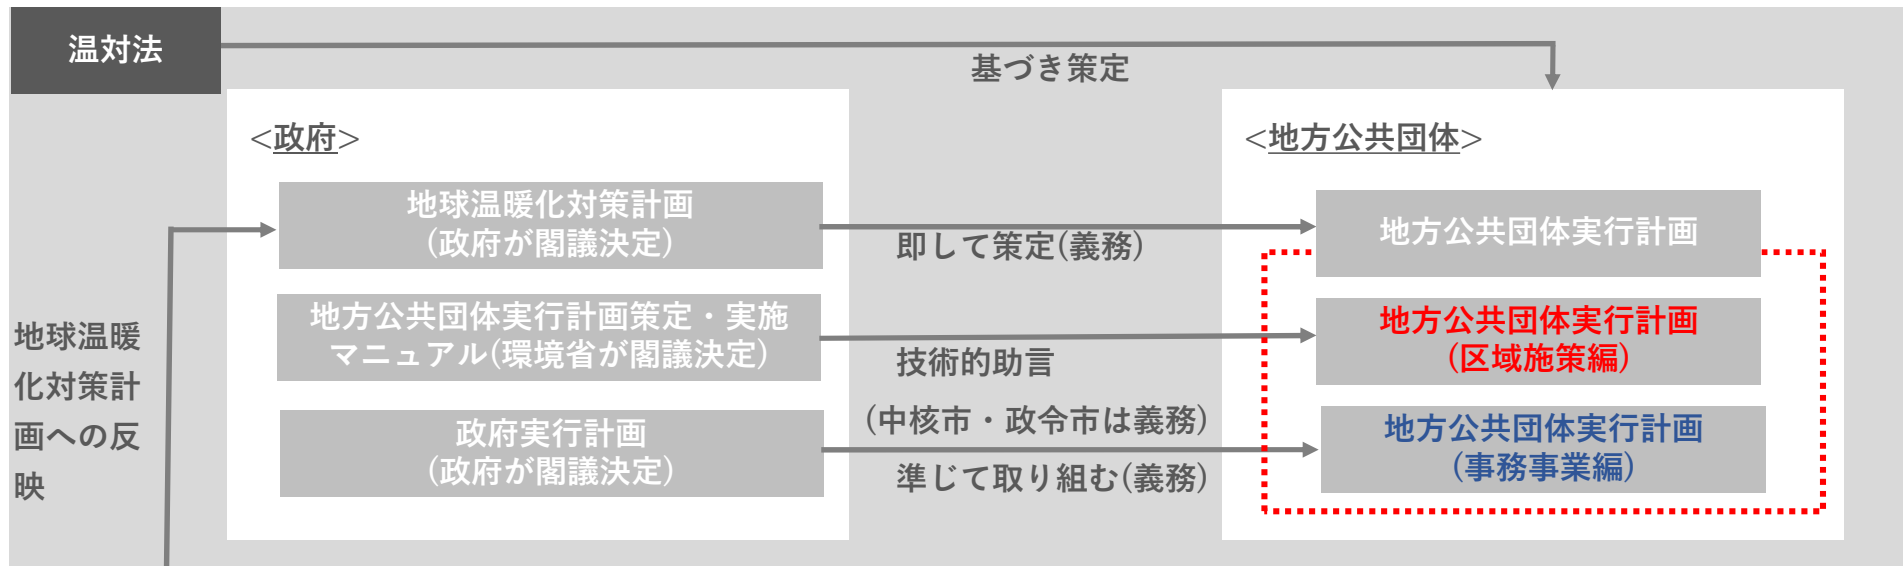 温対法
基づき策定
<政府>
<地方公共団体>
地球温暖化対策計画
(政府が閣議決定)
即して策定(義務)
地方公共団体実行計画
地方公共団体実行計画策定・実施
マニュアル(環境省が閣議決定)
技術的助言
(中核市・政令市は義務)
地方公共団体実行計画
(区域施策編)
政府実行計画
(政府が閣議決定)
準じて取り組む(義務)
地方公共団体実行計画
(事務事業編)
地球温暖
化対策計
画への反
映